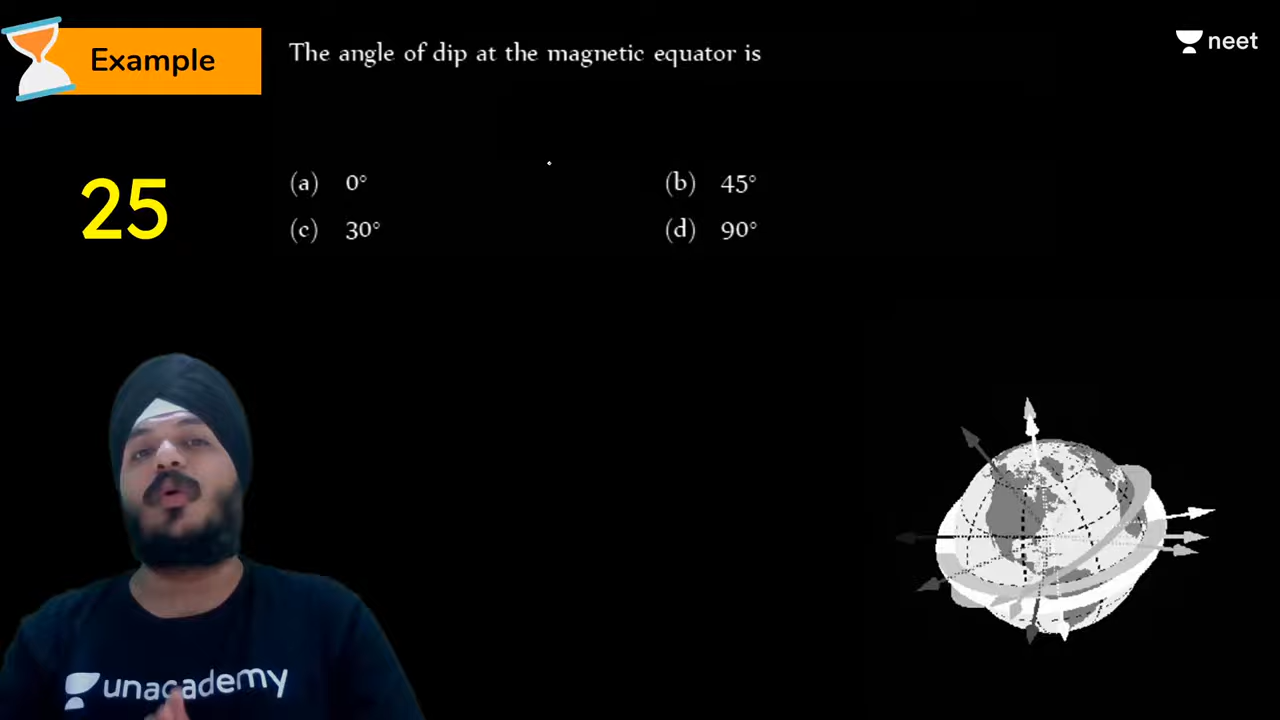 Example
The angle of dip at the magnetic equator is
neet
25
(a) 0°
(b) 45°
(c) 30°
(d) 90°
unacademy